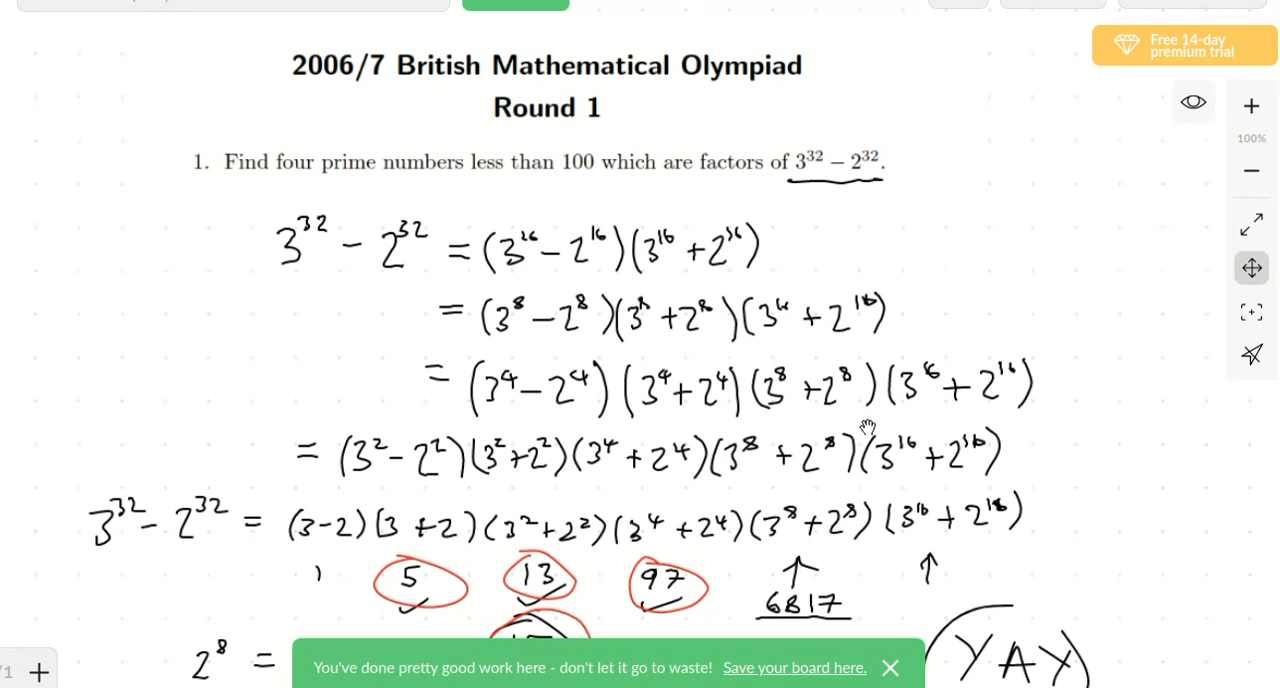 Free 14-day
premium trial
2006/7 British Mathematical Olympiad
Round 1
100%
1. Find four prime numbers less than 100 which are factors of 3³² − 2³².
3³² − 2³² = (3¹⁶ − 2¹⁶)(3¹⁶ + 2¹⁶)
= (3⁸ − 2⁸)(3⁸ + 2⁸)(3¹⁶ + 2¹⁶)
= (3⁴ − 2⁴)(3⁴ + 2⁴)(3⁸ + 2⁸)(3¹⁶ + 2¹⁶)
= (3² − 2²)(3² + 2²)(3⁴ + 2⁴)(3⁸ + 2⁸)(3¹⁶ + 2¹⁶)
3³² − 2³² = (3 − 2)(3 + 2)(3² + 2²)(3⁴ + 2⁴)(3⁸ + 2⁸)(3¹⁶ + 2¹⁶)
1 5 13 97 ↑ ↑
6817
2⁸ =
YAY
/1 +
You've done pretty good work here - don't let it go to waste! Save your board here.